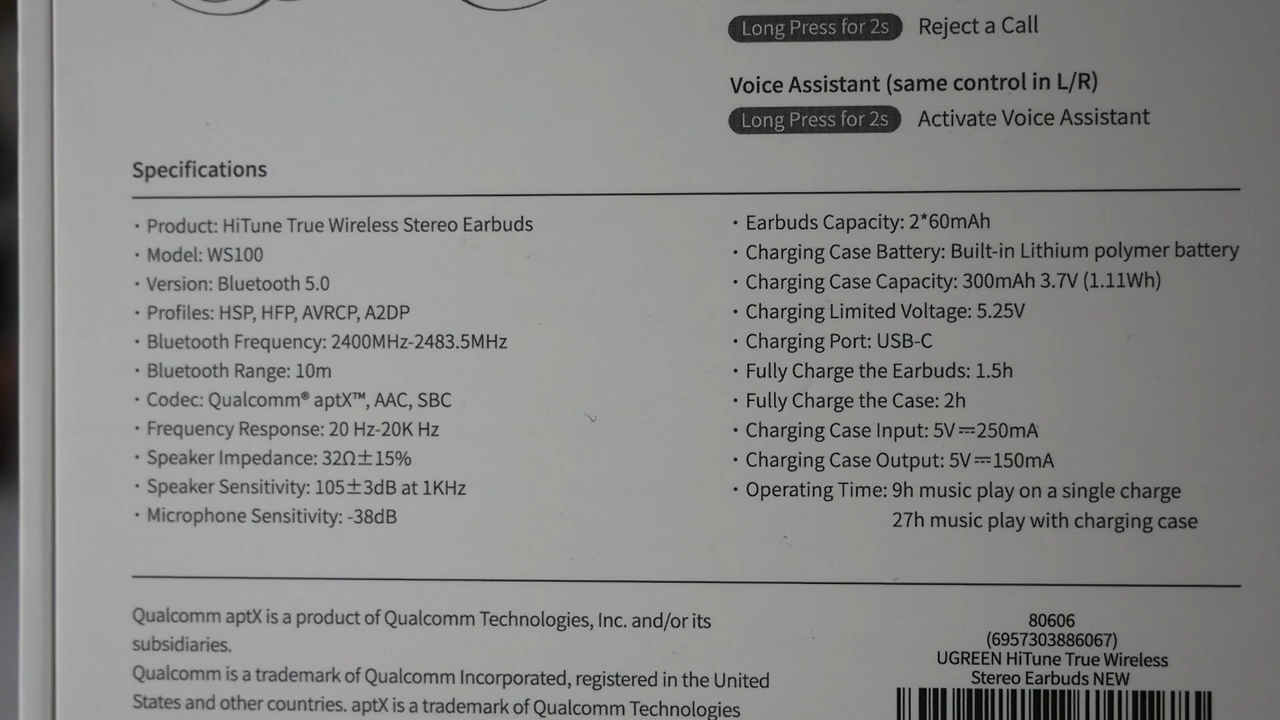 Long Press for 2s Reject a Call
Voice Assistant (same control in L/R)
Long Press for 2s Activate Voice Assistant
Specifications
· Product: HiTune True Wireless Stereo Earbuds
· Model: WS100
· Version: Bluetooth 5.0
· Profiles: HSP, HFP, AVRCP, A2DP
· Bluetooth Frequency: 2400MHz-2483.5MHz
· Bluetooth Range: 10m
· Codec: Qualcomm® aptX™, AAC, SBC
· Frequency Response: 20 Hz-20K Hz
· Speaker Impedance: 32Ω±15%
· Speaker Sensitivity: 105±3dB at 1KHz
· Microphone Sensitivity: -38dB
· Earbuds Capacity: 2*60mAh
· Charging Case Battery: Built-in Lithium polymer battery
· Charging Case Capacity: 300mAh 3.7V (1.11Wh)
· Charging Limited Voltage: 5.25V
· Charging Port: USB-C
· Fully Charge the Earbuds: 1.5h
· Fully Charge the Case: 2h
· Charging Case Input: 5V⎓250mA
· Charging Case Output: 5V⎓150mA
· Operating Time: 9h music play on a single charge
27h music play with charging case
Qualcomm aptX is a product of Qualcomm Technologies, Inc. and/or its
subsidiaries.
Qualcomm is a trademark of Qualcomm Incorporated, registered in the United
States and other countries. aptX is a trademark of Qualcomm Technologies
80606
(6957303886067)
UGREEN HiTune True Wireless
Stereo Earbuds NEW